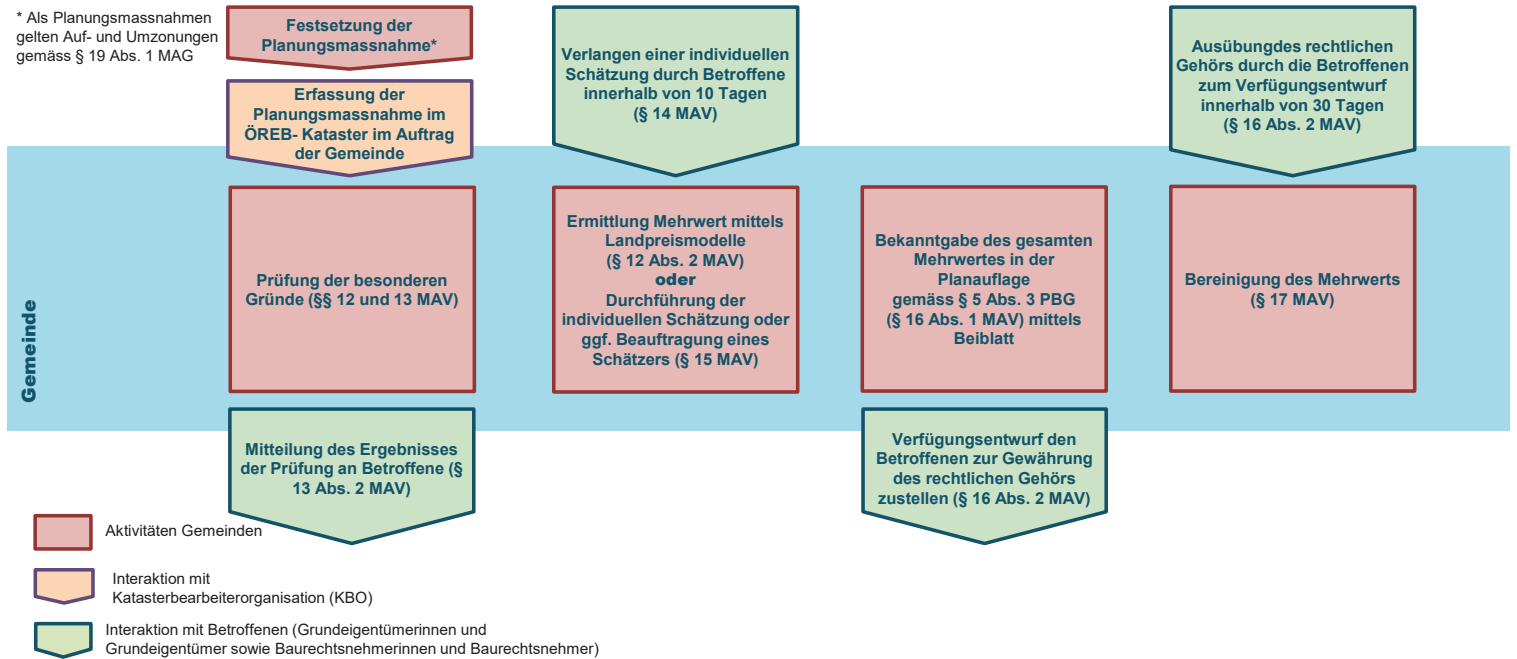 * Als Planungsmassnahmen
gelten Auf- und Umzonungen
gemäss § 19 Abs. 1 MAG
Festsetzung der
Planungsmassnahme*
Erfassung der
Planungsmassnahme im
ÖREB- Kataster im Auftrag
der Gemeinde
Verlangen einer individuellen
Schätzung durch Betroffene
innerhalb von 10 Tagen
(§ 14 MAV)
Ausübungdes rechtlichen
Gehörs durch die Betroffenen
zum Verfügungsentwurf
innerhalb von 30 Tagen
(§ 16 Abs. 2 MAV)
Gemeinde
Prüfung der besonderen
Gründe (§§ 12 und 13 MAV)
Ermittlung Mehrwert mittels
Landpreismodelle
(§ 12 Abs. 2 MAV)
oder
Durchführung der
individuellen Schätzung oder
ggf. Beauftragung eines
Schätzers (§ 15 MAV)
Bekanntgabe des gesamten
Mehrwertes in der
Planauflage
gemäss § 5 Abs. 3 PBG
(§ 16 Abs. 1 MAV) mittels
Beiblatt
Bereinigung des Mehrwerts
(§ 17 MAV)
Mitteilung des Ergebnisses
der Prüfung an Betroffene (§
13 Abs. 2 MAV)
Verfügungsentwurf den
Betroffenen zur Gewährung
des rechtlichen Gehörs
zustellen (§ 16 Abs. 2 MAV)
Aktivitäten Gemeinden
Interaktion mit
Katasterbearbeiterorganisation (KBO)
Interaktion mit Betroffenen (Grundeigentümerinnen und
Grundeigentümer sowie Baurechtsnehmerinnen und Baurechtsnehmer)